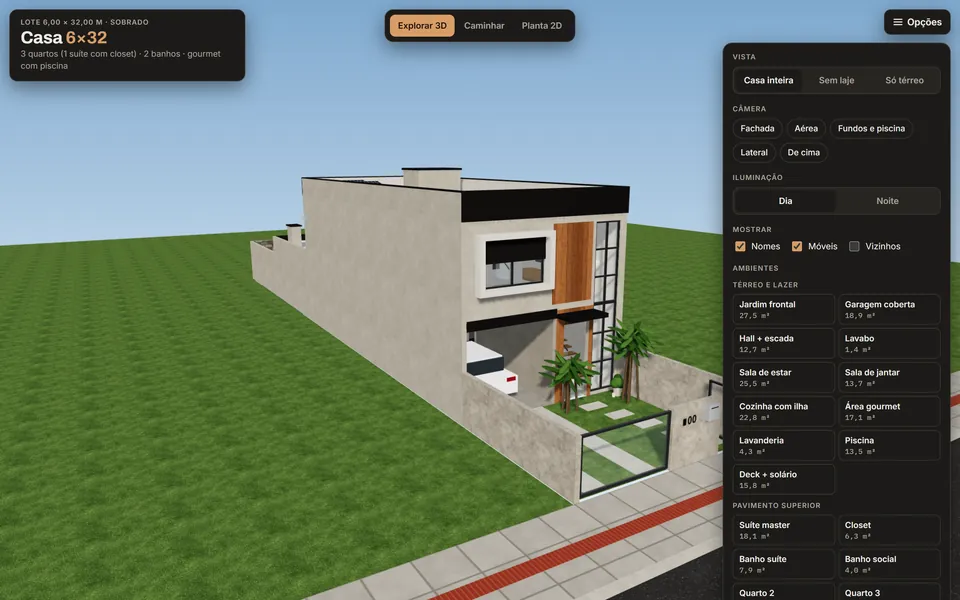 LOTE 6,00 × 32,00 M · SOBRADO
Casa 6×32
3 quartos (1 suíte com closet) · 2 banhos · gourmet
com piscina
Explorar 3D
Caminhar
Planta 2D
Opções
VISTA
Casa inteira
Sem laje
Só térreo
CÂMERA
Fachada
Aérea
Fundos e piscina
Lateral
De cima
ILUMINAÇÃO
Dia
Noite
MOSTRAR
Nomes
Móveis
Vizinhos
AMBIENTES
TÉRREO E LAZER
Jardim frontal
27,5 m²
Garagem coberta
18,9 m²
Hall + escada
12,7 m²
Lavabo
1,4 m²
Sala de estar
25,5 m²
Sala de jantar
13,7 m²
Cozinha com ilha
22,8 m²
Área gourmet
17,1 m²
Lavanderia
4,3 m²
Piscina
13,5 m²
Deck + solário
15,8 m²
PAVIMENTO SUPERIOR
Suíte master
18,1 m²
Closet
6,3 m²
Banho suíte
7,9 m²
Banho social
4,0 m²
Quarto 2
Quarto 3